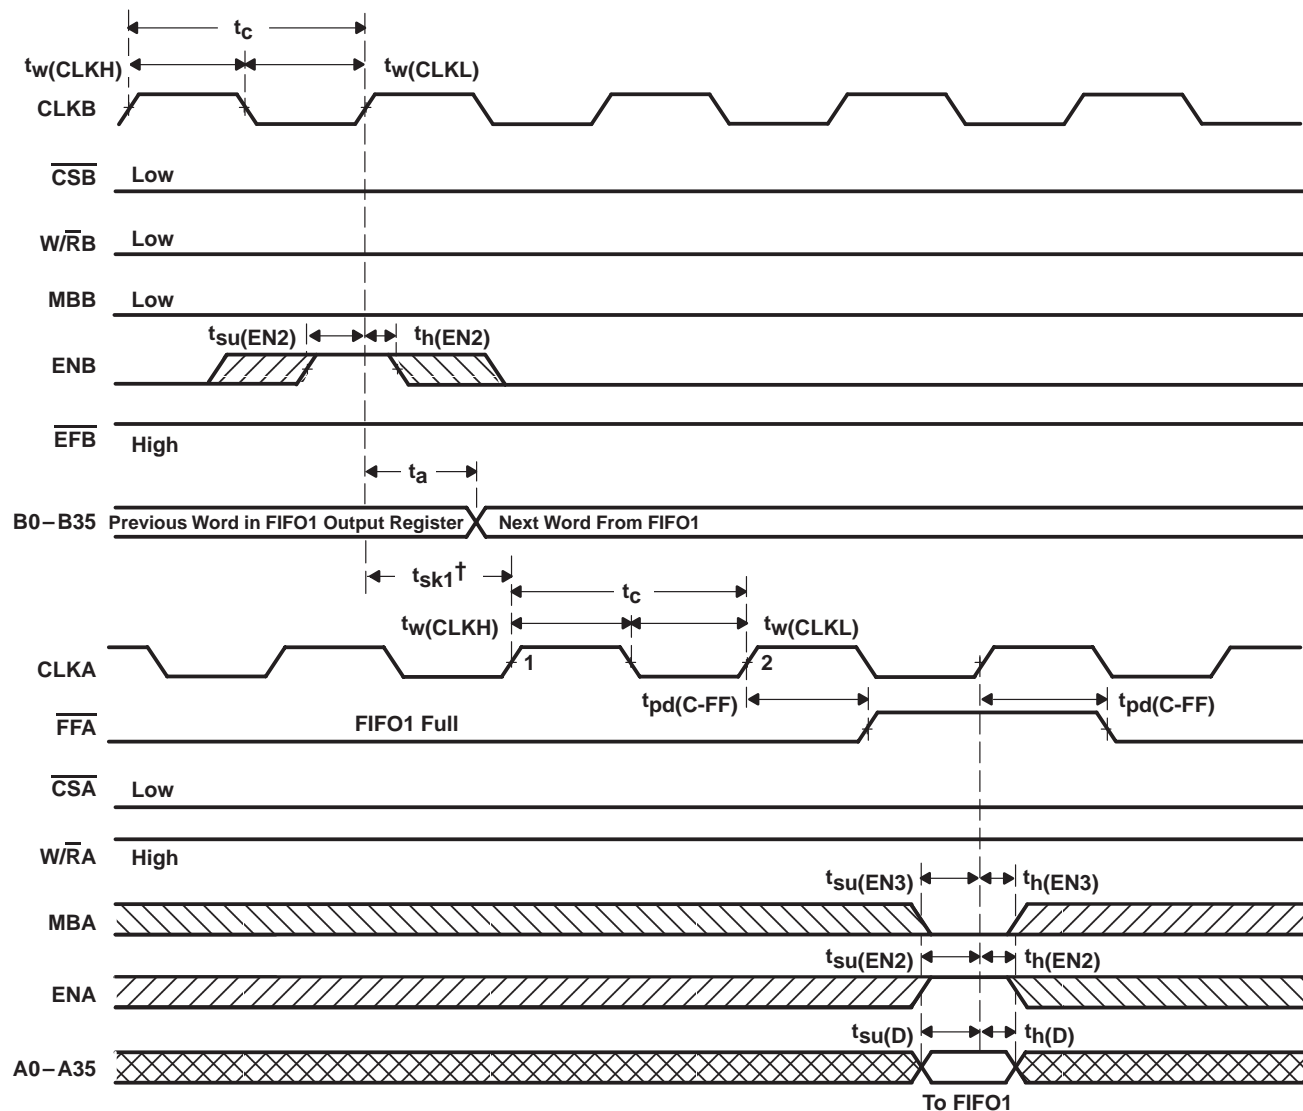 tc
tw(CLKH) tw(CLKL)
CLKB
CSB Low
W/RB Low
MBB Low
tsu(EN2) th(EN2)
ENB
EFB High
ta
B0–B35 Previous Word in FIFO1 Output Register Next Word From FIFO1
tsk1†
tc
tw(CLKH) tw(CLKL)
CLKA 1 2
tpd(C-FF) tpd(C-FF)
FFA FIFO1 Full
CSA Low
W/RA High
tsu(EN3) th(EN3)
MBA
tsu(EN2) th(EN2)
ENA
tsu(D) th(D)
A0–A35
To FIFO1